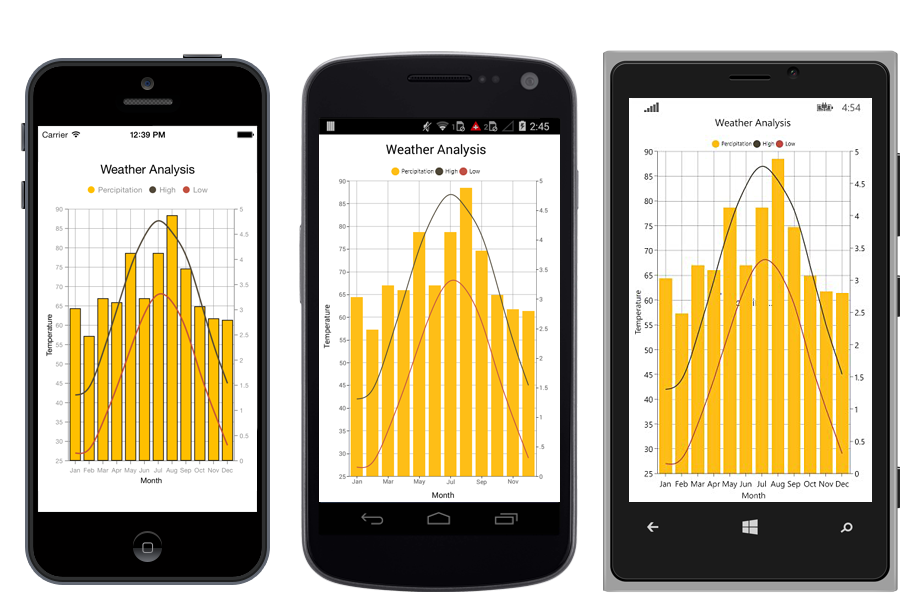 Carrier 12:39 PM
Weather Analysis
Percipitation High Low
90 5
85 4.5
80 4
75 3.5
70
65 3
60 2.5
55
50 2
45 1.5
40
35 1
30 0.5
25 0
Temperature
Jan Feb Mar Apr May Jun Jul Aug Sep Oct Nov Dec
Month
1 2 2:45
Weather Analysis
Percipitation High Low
90 5
85 4.5
80 4
75
70 3.5
65 3
60
55 2.5
50 2
45 1.5
40
35 1
30 .5
25 0
Temperature
Jan Mar May Jul Sep Nov
Month
4:54
Weather Analysis
Percipitation High Low
90 5
85 4.5
80 4
75 3.5
70
65 3
60 2.5
55
50 2
45 1.5
40
35 1
30 0.5
25 0
Temperature
Jan Feb Mar Apr May Jun Jul Aug Sep Oct Nov Dec
Month